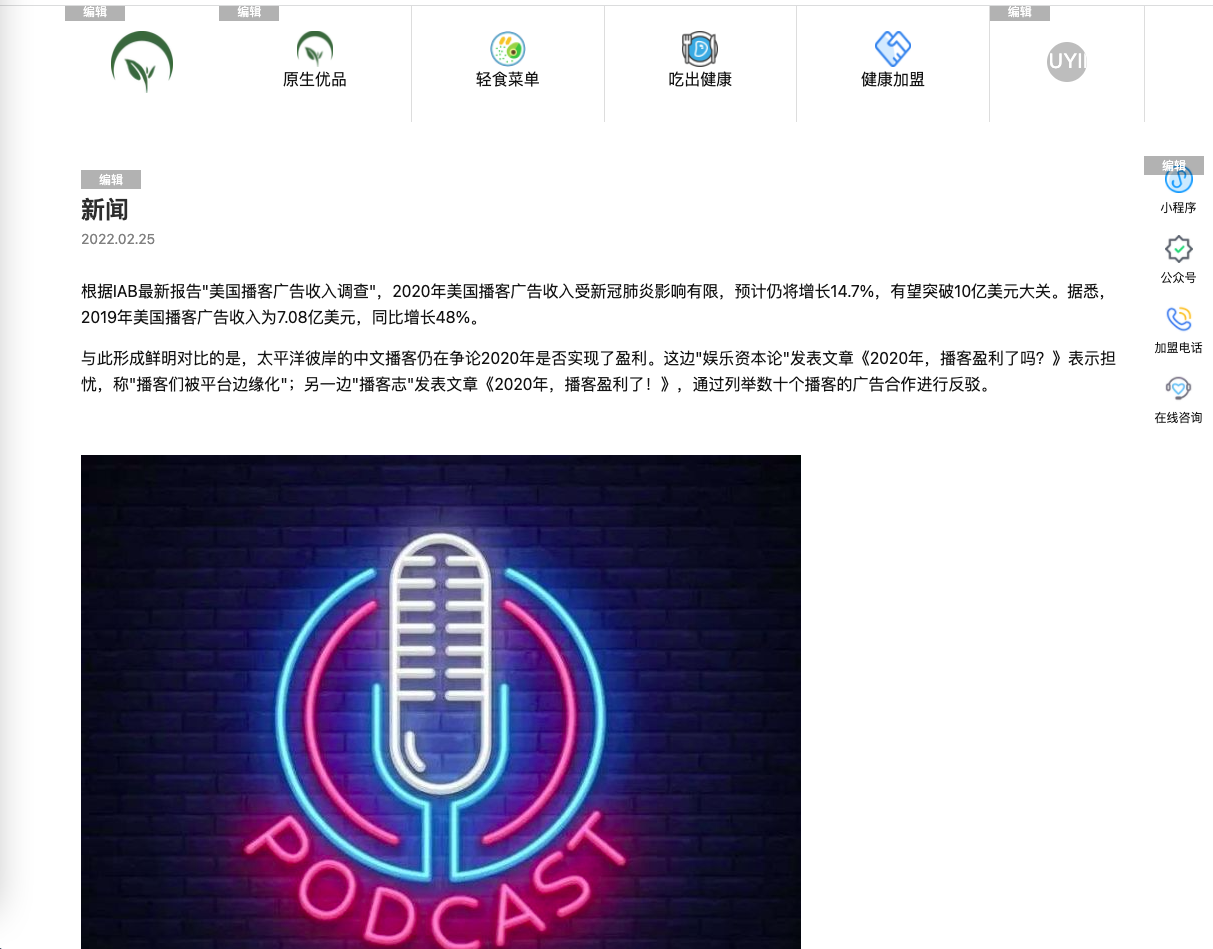 编辑
编辑
编辑
原生优品
轻食菜单
吃出健康
健康加盟
UYI
编辑
新闻
2022.02.25
编辑
小程序
公众号
加盟电话
在线咨询
根据IAB最新报告"美国播客广告收入调查"，2020年美国播客广告收入受新冠肺炎影响有限，预计仍将增长14.7%，有望突破10亿美元大关。据悉，
2019年美国播客广告收入为7.08亿美元，同比增长48%。
与此形成鲜明对比的是，太平洋彼岸的中文播客仍在争论2020年是否实现了盈利。这边"娱乐资本论"发表文章《2020年，播客盈利了吗？》表示担
忧，称"播客们被平台边缘化"；另一边"播客志"发表文章《2020年，播客盈利了！》，通过列举数十个播客的广告合作进行反驳。
PODCAST